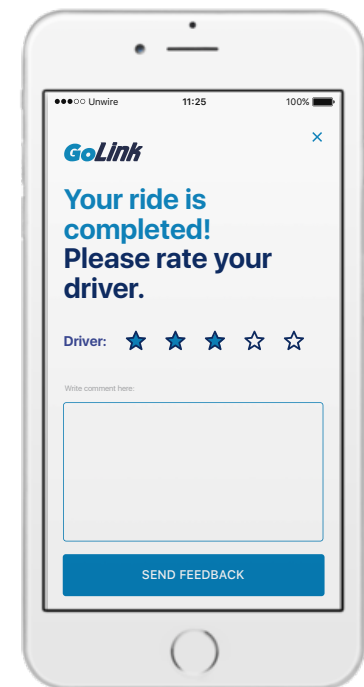 Unwire 11:25 100%
GoLink
Your ride is
completed!
Please rate your
driver.
Driver:
Write comment here:
SEND FEEDBACK